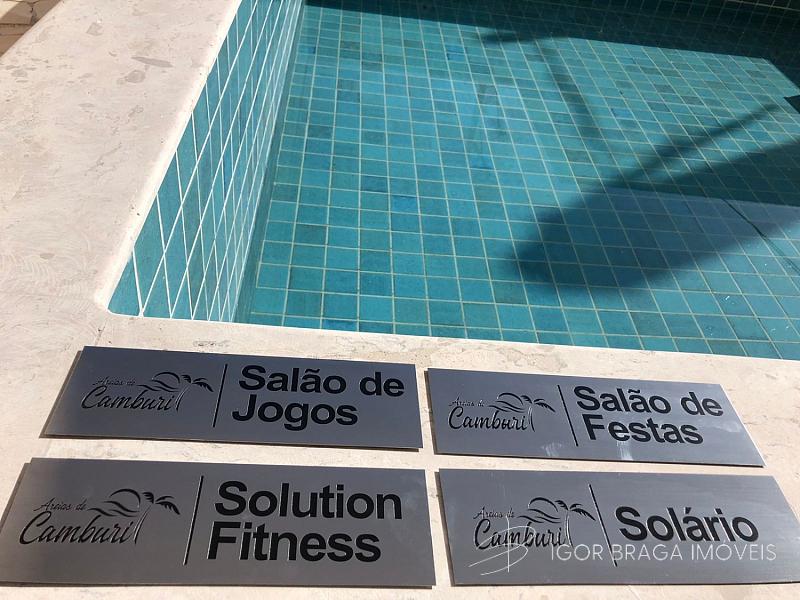 Areias de
Camburi
Salão de
Jogos
Areias de
Camburi
Salão de
Festas
Areias de
Camburi
Solution
Fitness
Areias de
Camburi
Solário
IGOR BRAGA IMÓVEIS